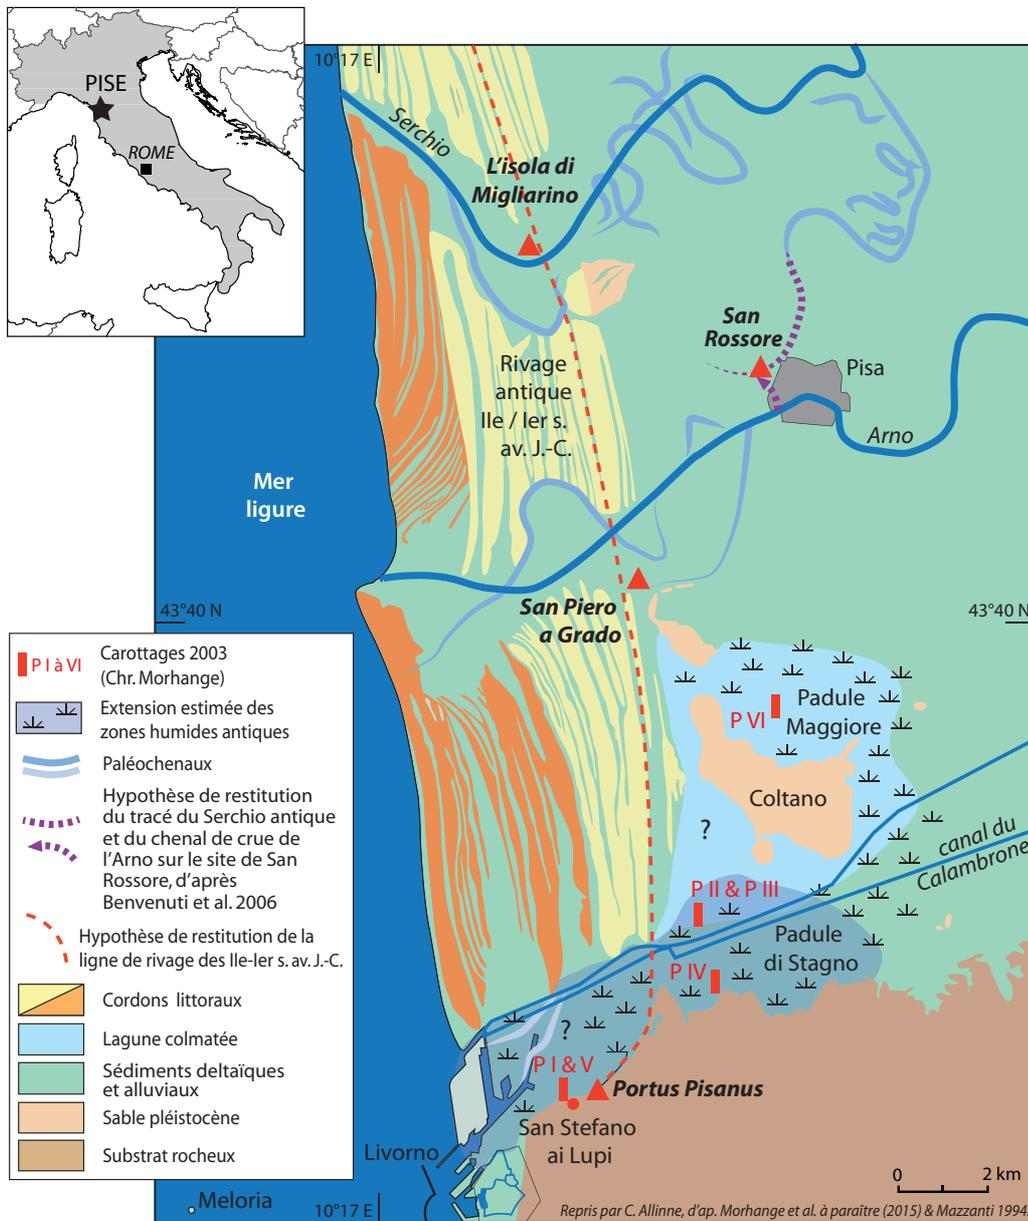 PISE
ROME
10°17 E
Serchio
L'isola di
Migliarino
San
Rossore
Pisa
Rivage
antique
IIe / Ier s.
av. J.-C.
Arno
Mer
ligure
San Piero
a Grado
43°40 N
43°40 N
P I à VI
Carottages 2003
(Chr. Morhange)
Extension estimée des
zones humides antiques
Paléochenaux
Hypothèse de restitution
du tracé du Serchio antique
et du chenal de crue de
l'Arno sur le site de San
Rossore, d'après
Benvenuti et al. 2006
Hypothèse de restitution de la
ligne de rivage des IIe-Ier s. av. J.-C.
Cordons littoraux
Lagune colmatée
Sédiments deltaïques
et alluviaux
Sable pléistocène
Substrat rocheux
P VI
Padule
Maggiore
Coltano
?
canal du
Calambrone
P II & P III
Padule
di Stagno
P IV
?
P I & V
Portus Pisanus
San Stefano
ai Lupi
Livorno
Meloria
10°17 E
0 2 km
Repris par C. Allinne, d'ap. Morhange et al. à paraître (2015) & Mazzanti 1994,